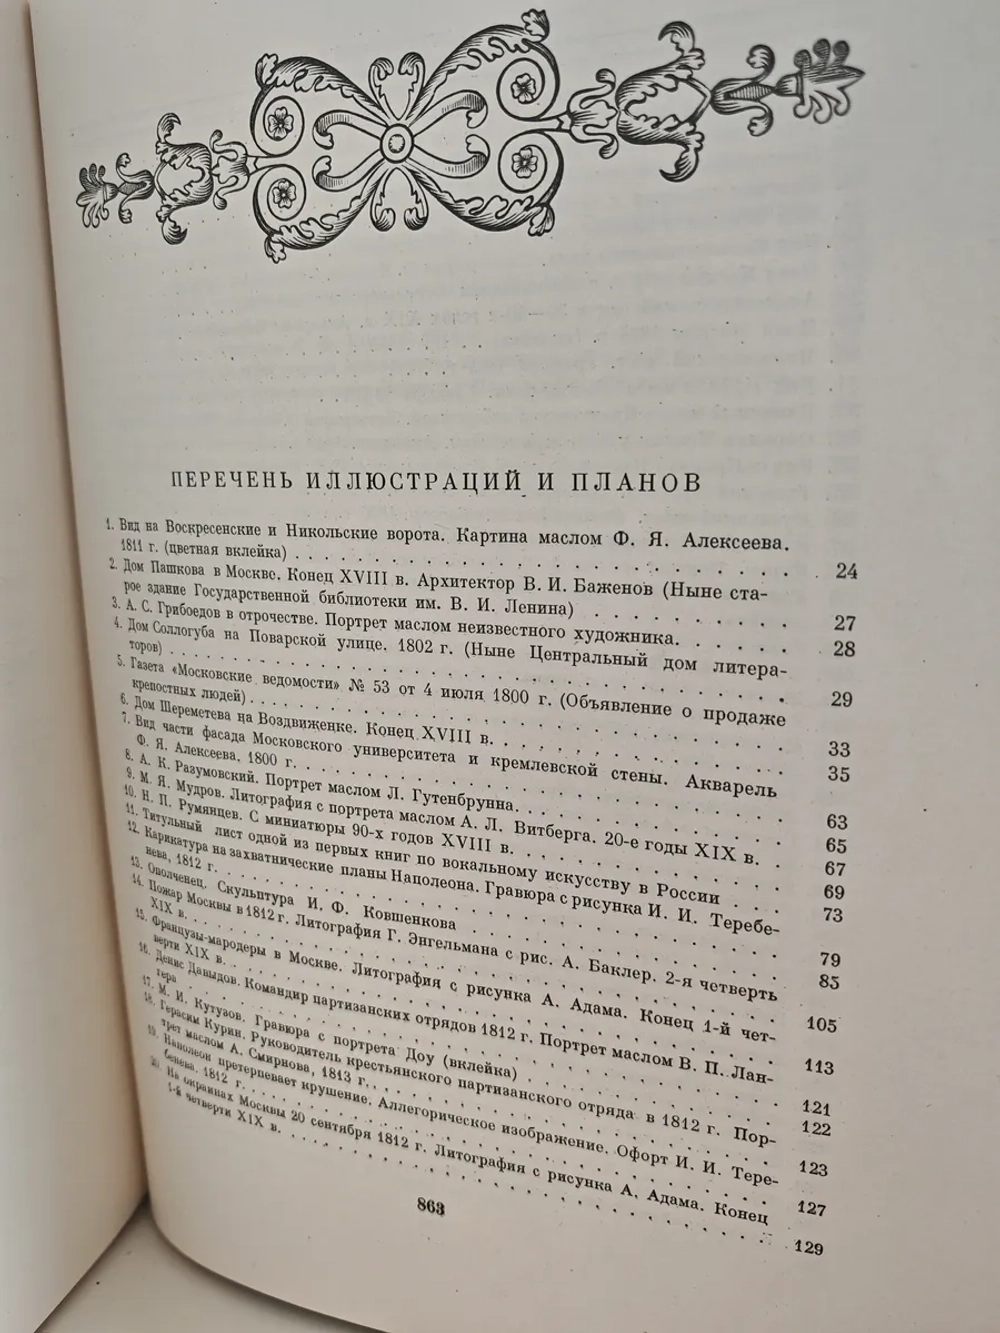 ПЕРЕЧЕНЬ ИЛЛЮСТРАЦИЙ И ПЛАНОВ
1. Вид на Воскресенские и Никольские ворота. Картина маслом Ф. Я. Алексеева.
1811 г. (цветная вклейка) . . . . . . . . . . . . . . . . . . 24
2. Дом Пашкова в Москве. Конец XVIII в. Архитектор В. И. Баженов (Ныне ста-
рое здание Государственной библиотеки им. В. И. Ленина) . . . . . . . . 27
3. А. С. Грибоедов в отрочестве. Портрет маслом неизвестного художника. . . . . 28
4. Дом Соллогуба на Поварской улице. 1802 г. (Ныне Центральный дом литера-
торов) . . . . . . . . . . . . . . . . . . . . . . 29
5. Газета «Московские ведомости» № 53 от 4 июля 1800 г. (Объявление о продаже
крепостных людей) . . . . . . . . . . . . . . . . . . . 33
6. Дом Шереметева на Воздвиженке. Конец XVIII в. . . . . . . . . . . . 35
7. Вид части фасада Московского университета и кремлевской стены. Акварель
Ф. Я. Алексеева. 1800 г. . . . . . . . . . . . . . . . . . 63
8. А. К. Разумовский. Портрет маслом Л. Гутенбрунна. . . . . . . . . . . 65
9. М. Я. Мудров. Литография с портрета маслом А. Л. Витберга. 20-е годы XIX в. . . 67
10. Н. П. Румянцев. С миниатюры 90-х годов XVIII в. . . . . . . . . . . 69
11. Титульный лист одной из первых книг по вокальному искусству в России . . . 73
12. Карикатура на захватнические планы Наполеона. Гравюра с рисунка И. И. Теребе-
нева, 1812 г. . . . . . . . . . . . . . . . . . . . . 79
13. Ополченец. Скульптура И. Ф. Ковшенкова . . . . . . . . . . . . . 85
14. Пожар Москвы в 1812 г. Литография Г. Энгельмана с рис. А. Баклер. 2-я четверть
XIX в. . . . . . . . . . . . . . . . . . . . . . . 105
15. Французы-мародеры в Москве. Литография с рисунка А. Адама. Конец 1-й чет-
верти XIX в. . . . . . . . . . . . . . . . . . . . . 113
16. Денис Давыдов. Командир партизанских отрядов 1812 г. Портрет маслом В. П. Лан-
гера . . . . . . . . . . . . . . . . . . . . . . . 121
17. М. И. Кутузов. Гравюра с портрета Доу (вклейка) . . . . . . . . . . . 122
18. Герасим Курин. Руководитель крестьянского партизанского отряда в 1812 г. Пор-
трет маслом А. Смирнова, 1813 г. . . . . . . . . . . . . . . . 123
19. Наполеон претерпевает крушение. Аллегорическое изображение. Офорт И. И. Тере-
бенева. 1812 г. . . . . . . . . . . . . . . . . . . . . 127
20. На окраинах Москвы 20 сентября 1812 г. Литография с рисунка А. Адама. Конец
1-й четверти XIX в. . . . . . . . . . . . . . . . . . . 129
863